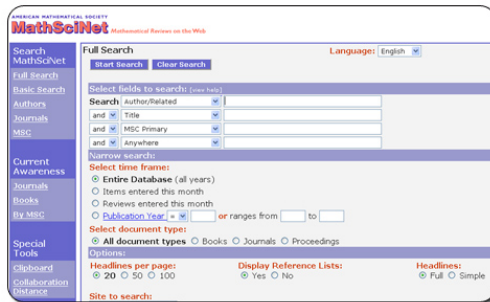 AMERICAN MATHEMATICAL SOCIETY
MathSciNet Mathematical Reviews on the Web
Search MathSciNet
Full Search
Basic Search
Authors
Journals
MSC
Current Awareness
Journals
Books
By MSC
Special Tools
Clipboard
Collaboration Distance
Full Search
Language: English
Start Search Clear Search
Select fields to search: [view help]
Search Author/Related
and Title
and MSC Primary
and Anywhere
Narrow search:
Select time frame:
Entire Database (all years)
Items entered this month
Reviews entered this month
Publication Year = or ranges from to
Select document type:
All document types Books Journals Proceedings
Options:
Headlines per page: Display Reference Lists: Headlines:
20 50 100 Yes No Full Simple
Site to search: